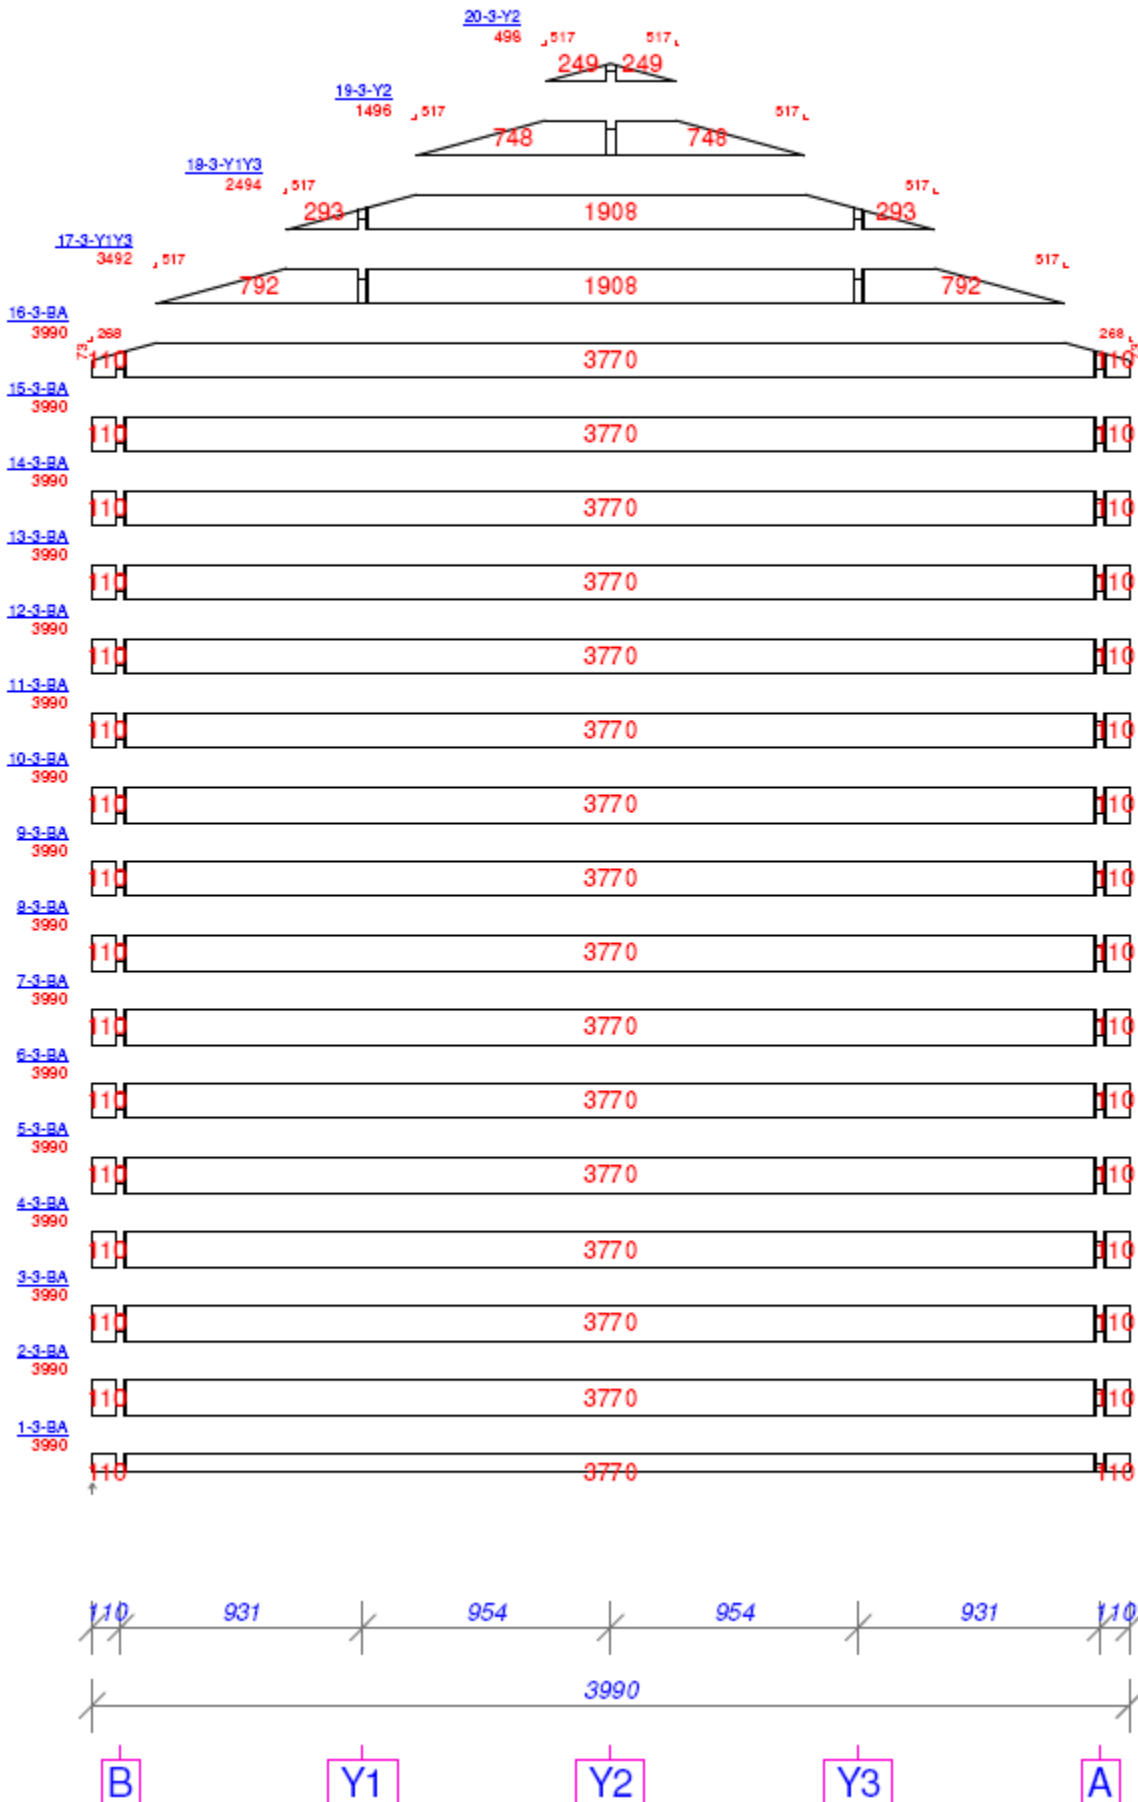 20-3-Y2
498 517 517
249 249
19-3-Y2
1496 517 517
748 748
18-3-Y1Y3
2494 517 517
293 1908 293
17-3-Y1Y3
3492 517 517
792 1908 792
16-3-BA
3990 268 268
73 73
110 3770 110
15-3-BA
3990
110 3770 110
14-3-BA
3990
110 3770 110
13-3-BA
3990
110 3770 110
12-3-BA
3990
110 3770 110
11-3-BA
3990
110 3770 110
10-3-BA
3990
110 3770 110
9-3-BA
3990
110 3770 110
8-3-BA
3990
110 3770 110
7-3-BA
3990
110 3770 110
6-3-BA
3990
110 3770 110
5-3-BA
3990
110 3770 110
4-3-BA
3990
110 3770 110
3-3-BA
3990
110 3770 110
2-3-BA
3990
110 3770 110
1-3-BA
3990
110 3770 110
110 931 954 954 931 110
3990
B Y1 Y2 Y3 A